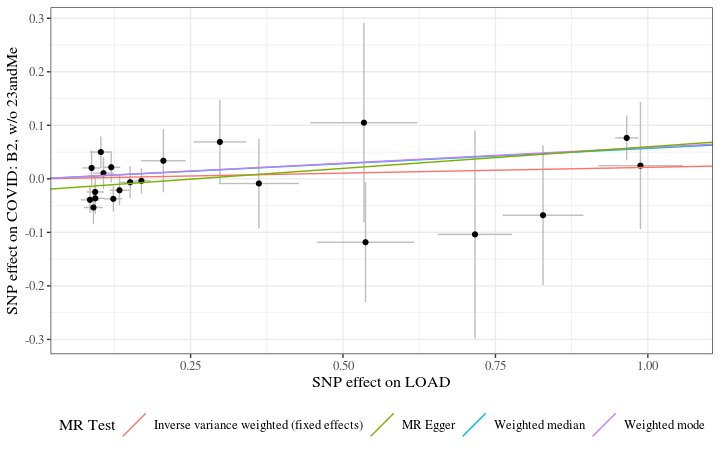 0.3
0.2
0.1
0.0
-0.1
-0.2
-0.3
SNP effect on COVID: B2, w/o 23andMe
0.25
0.50
0.75
1.00
SNP effect on LOAD
MR Test
Inverse variance weighted (fixed effects)
MR Egger
Weighted median
Weighted mode